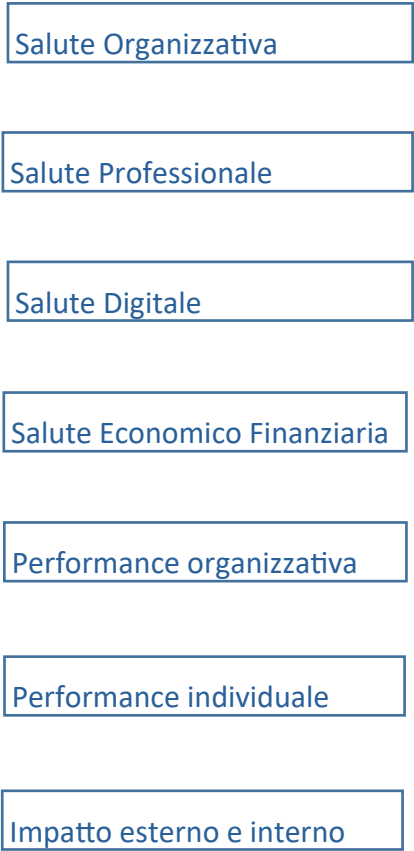 Salute Organizzativa
Salute Professionale
Salute Digitale
Salute Economico Finanziaria
Performance organizzativa
Performance individuale
Impatto esterno e interno